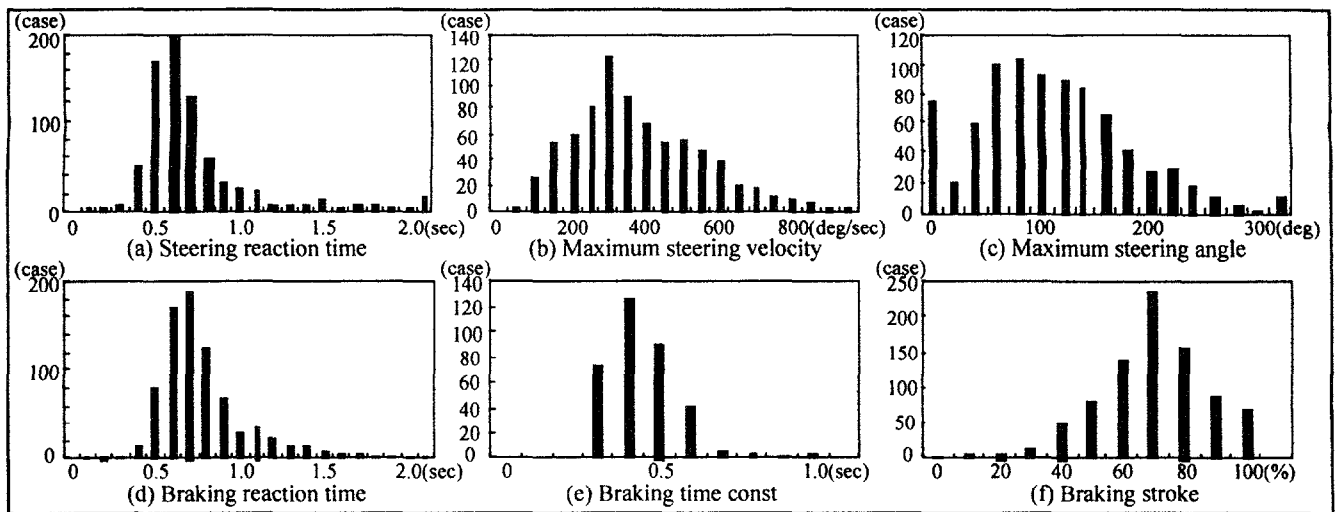 (case)
200
100
0
0 0.5 1.0 1.5 2.0(sec)
(a) Steering reaction time
(case)
140
120
100
80
60
40
20
0
0 200 400 600 800(deg/sec)
(b) Maximum steering velocity
(case)
120
100
80
60
40
20
0
0 100 200 300(deg)
(c) Maximum steering angle
(case)
200
100
0
0 0.5 1.0 1.5 2.0(sec)
(d) Braking reaction time
(case)
140
120
100
80
60
40
20
0
0 0.5 1.0(sec)
(e) Braking time const
(case)
250
200
150
100
50
0
0 20 40 60 80 100(%)
(f) Braking stroke